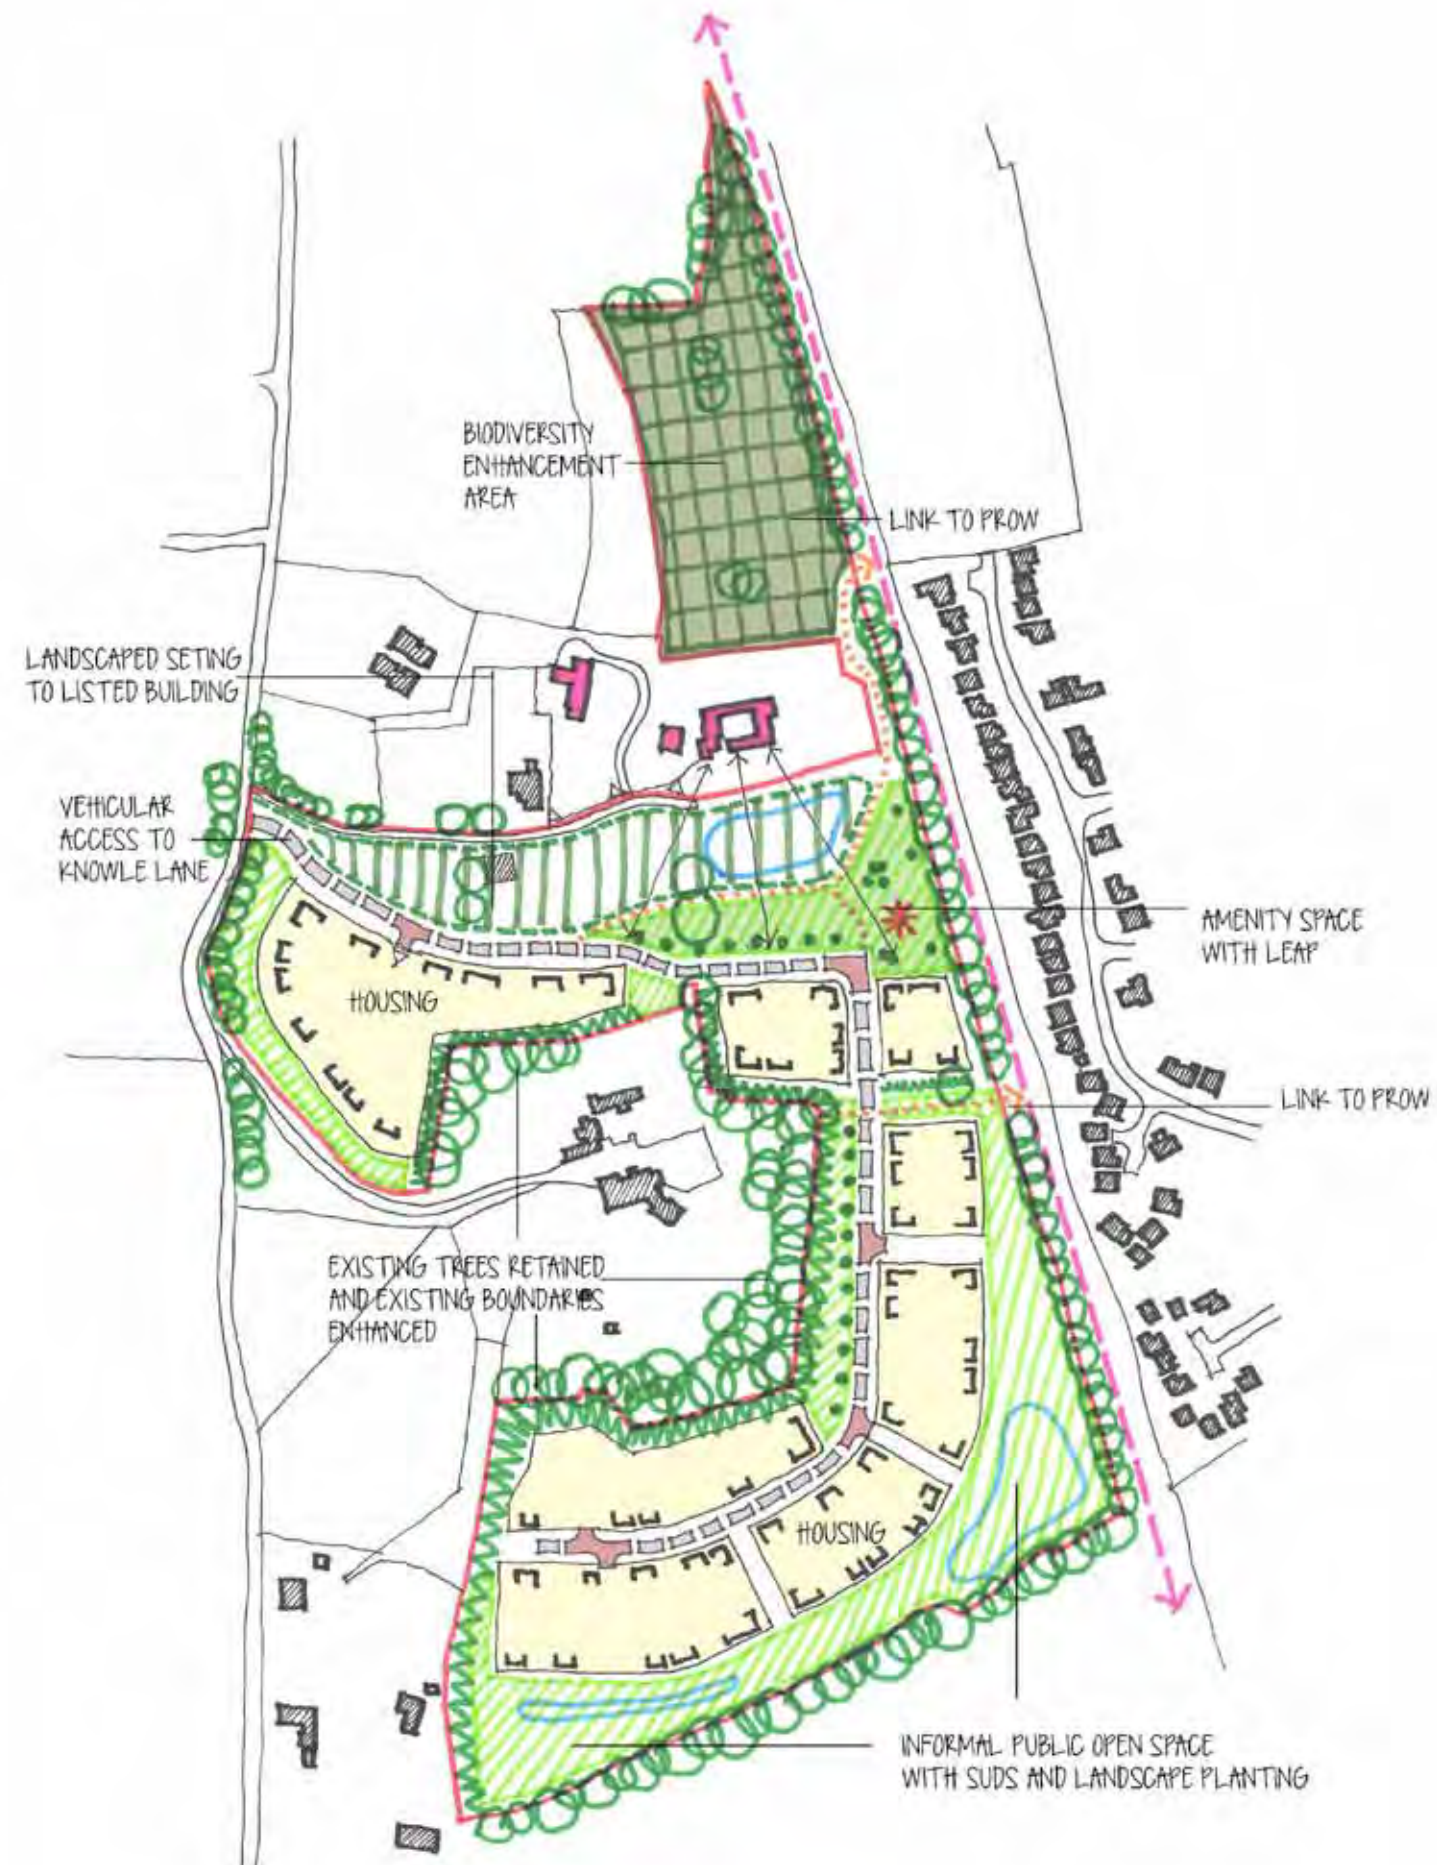 BIODIVERSITY
ENHANCEMENT
AREA
LINK TO PROW
LANDSCAPED SETING
TO LISTED BUILDING
VEHICULAR
ACCESS TO
KNOWLE LANE
AMENITY SPACE
WITH LEAP
HOUSING
LINK TO PROW
EXISTING TREES RETAINED
AND EXISTING BOUNDARIES
ENHANCED
HOUSING
INFORMAL PUBLIC OPEN SPACE
WITH SUDS AND LANDSCAPE PLANTING